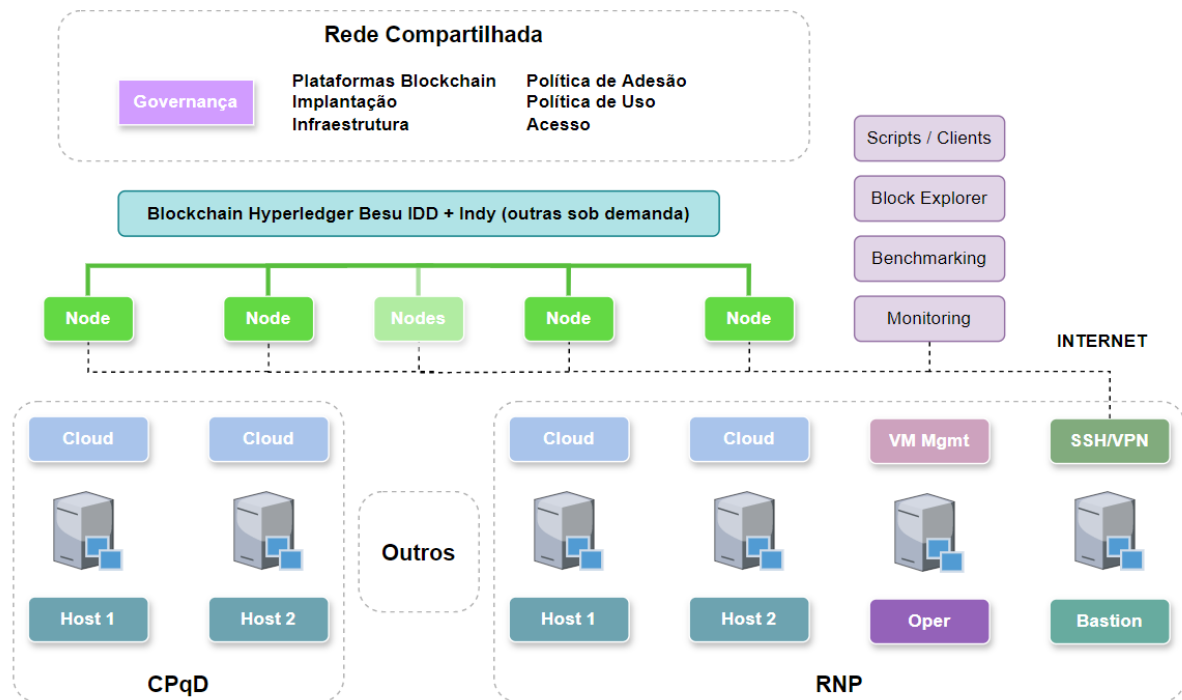 Rede Compartilhada
Governança
Plataformas Blockchain
Implantação
Infraestrutura
Política de Adesão
Política de Uso
Acesso
Scripts / Clients
Block Explorer
Benchmarking
Monitoring
Blockchain Hyperledger Besu IDD + Indy (outras sob demanda)
Node
Node
Nodes
Node
Node
INTERNET
Cloud
Cloud
Host 1
Host 2
CPqD
Outros
Cloud
Cloud
VM Mgmt
SSH/VPN
Host 1
Host 2
Oper
Bastion
RNP